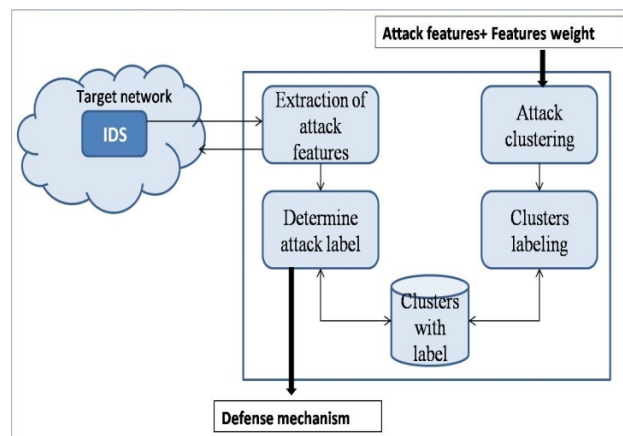 Attack features+ Features weight
Target network
IDS
Extraction of
attack
features
Attack
clustering
Determine
attack label
Clusters
labeling
Clusters
with
label
Defense mechanism